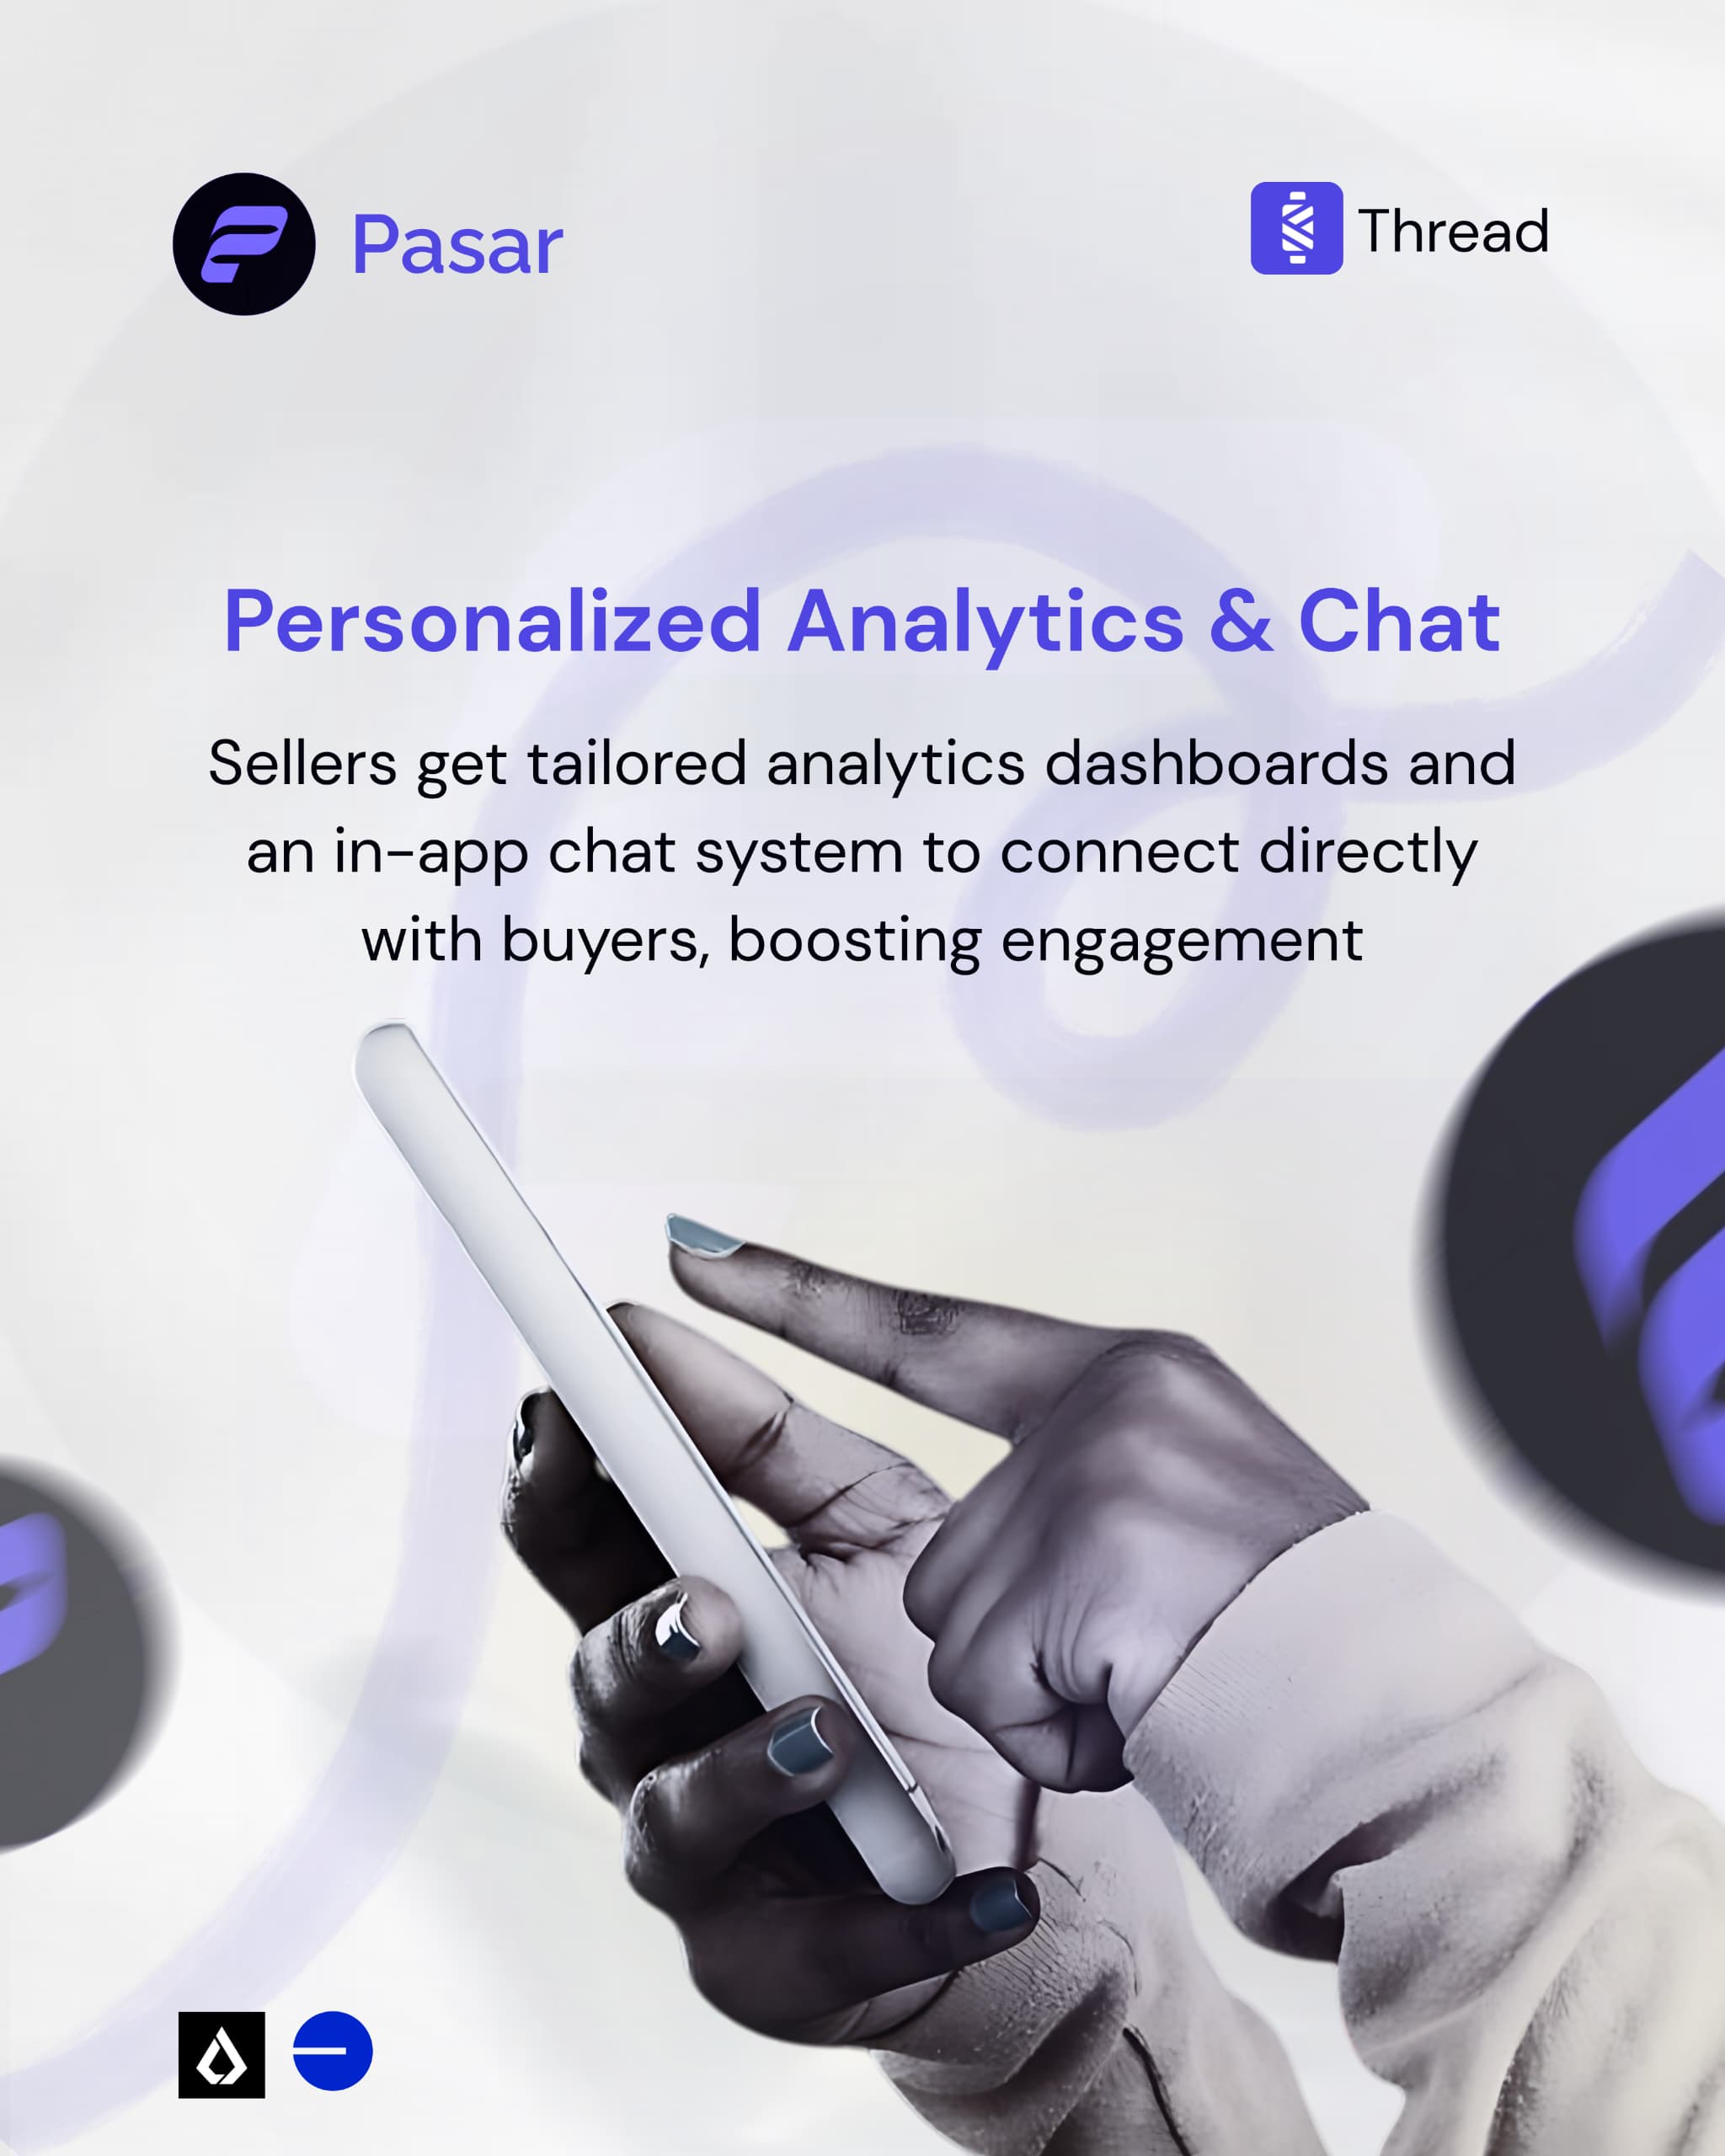 Pasar
Thread
Personalized Analytics & Chat
Sellers get tailored analytics dashboards and
an in-app chat system to connect directly
with buyers, boosting engagement